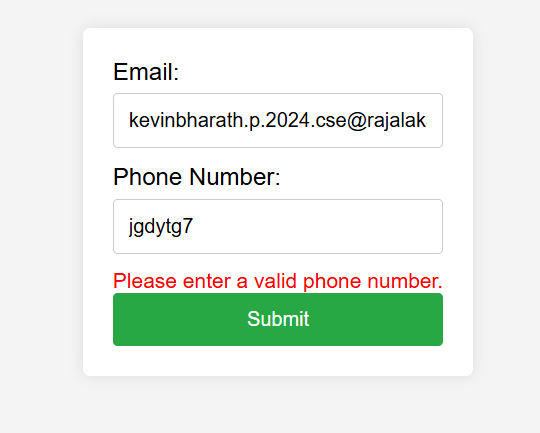 Email:
kevinbharath.p.2024.cse@rajalak
Phone Number:
jgdytg7
Please enter a valid phone number.
Submit